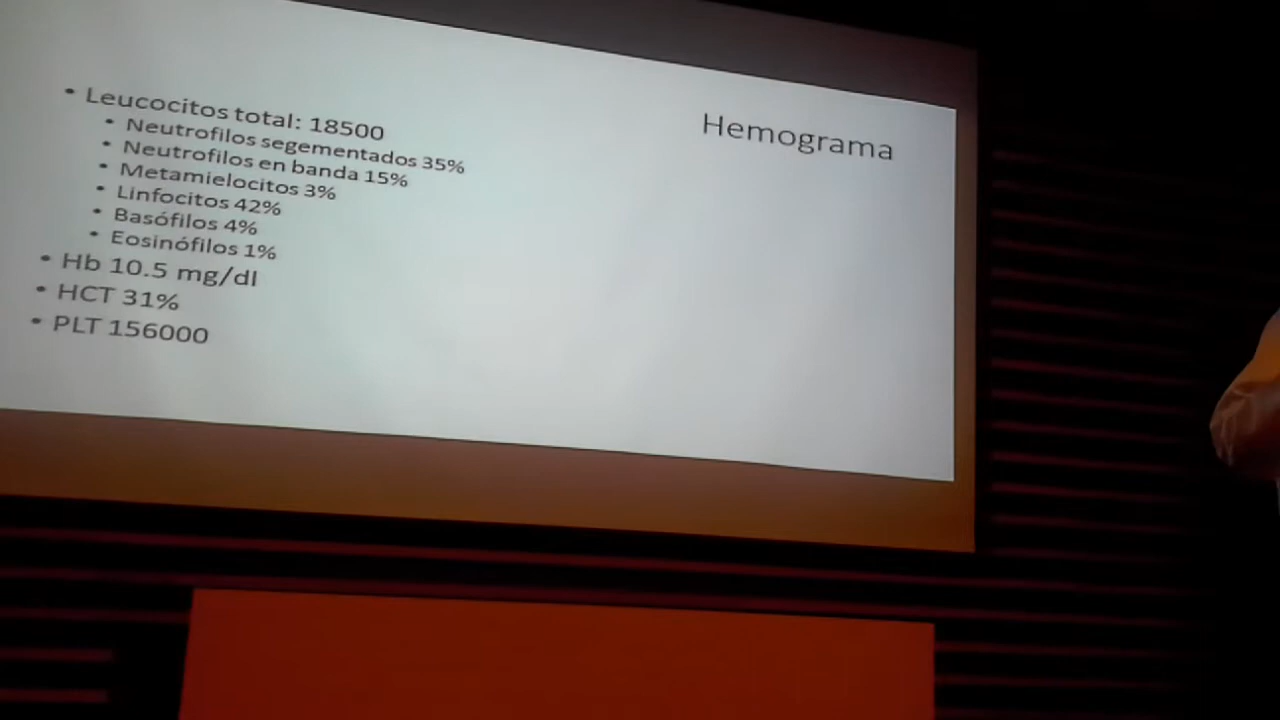 Hemograma
• Leucocitos total: 18500
• Neutrofilos segementados 35%
• Neutrofilos en banda 15%
• Metamielocitos 3%
• Linfocitos 42%
• Basófilos 4%
• Eosinófilos 1%
• Hb 10.5 mg/dl
• HCT 31%
• PLT 156000